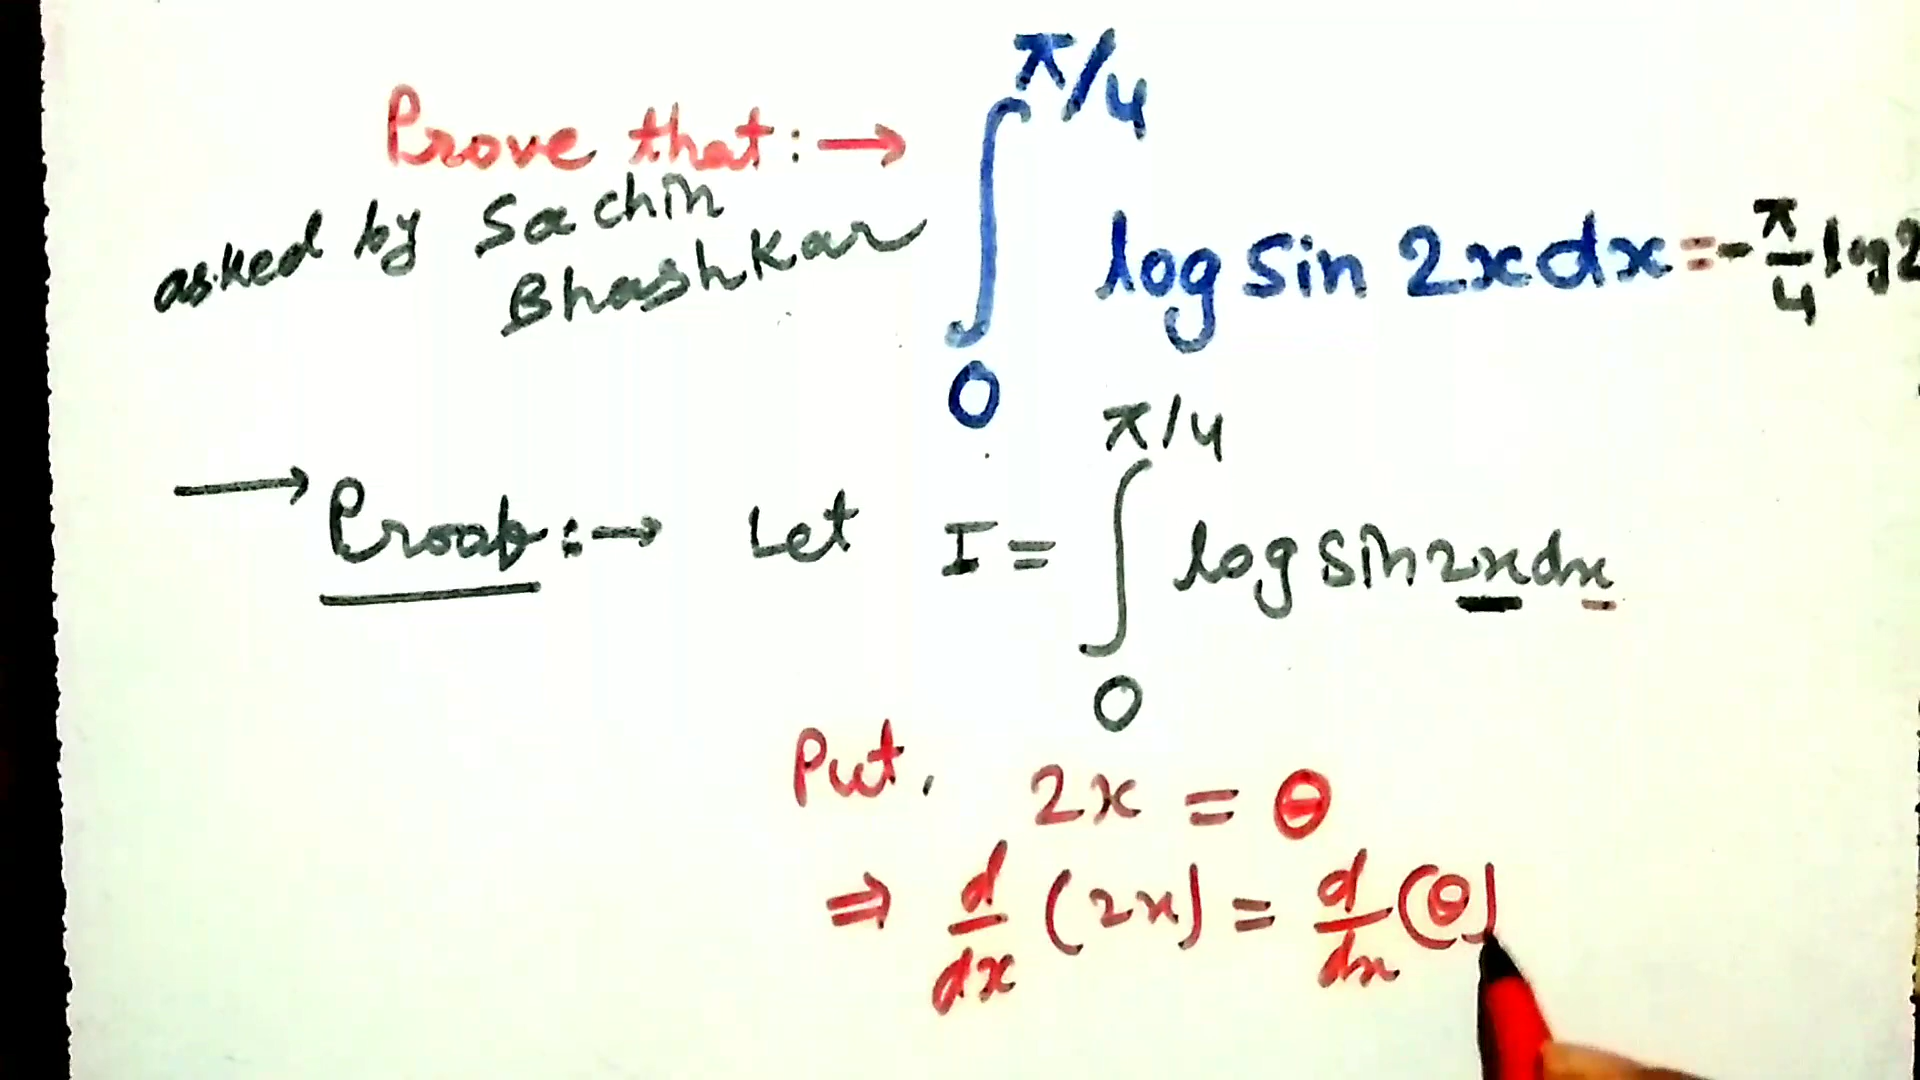 Prove that:→ ∫₀^π/4 log sin 2x dx = -π/4 log 2
asked by Sachin
Bhashkar
→ Proof:→ Let I = ∫₀^π/4 log sin 2x dx
Put, 2x = θ
⇒ d/dx (2x) = d/dx (θ)